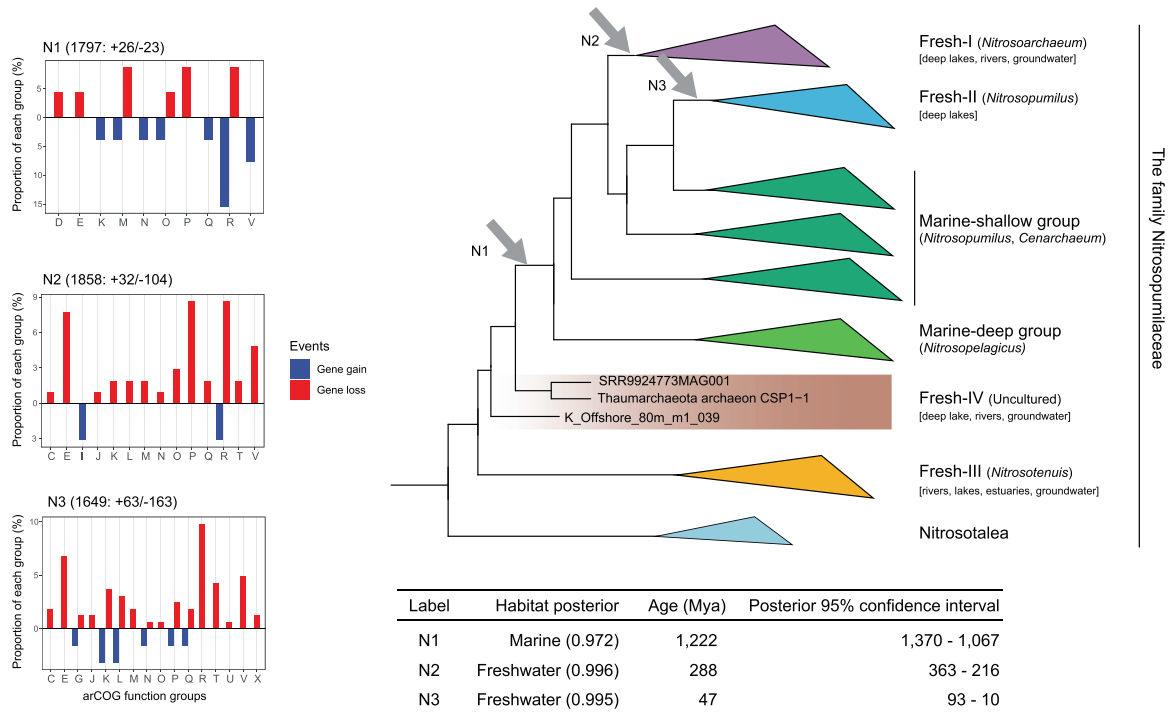 N1 (1797: +26/-23)
Proportion of each group (%)
5
0
5
10
15
D E K M N O P Q R V
N2 (1858: +32/-104)
Proportion of each group (%)
9
6
3
0
3
C E I J K L M N O P Q R T V
N3 (1649: +63/-163)
Proportion of each group (%)
10
5
0
C E G J K L M N O P Q R T U V X
arCOG function groups
Events
Gene gain
Gene loss
N2
N3
N1
Fresh-I (Nitrosoarchaeum)
[deep lakes, rivers, groundwater]
Fresh-II (Nitrosopumilus)
[deep lakes]
Marine-shallow group
(Nitrosopumilus, Cenarchaeum)
Marine-deep group
(Nitrosopelagicus)
SRR9924773MAG001
Thaumarchaeota archaeon CSP1−1
K_Offshore_80m_m1_039
Fresh-IV (Uncultured)
[deep lake, rivers, groundwater]
Fresh-III (Nitrosotenuis)
[rivers, lakes, estuaries, groundwater]
Nitrosotalea
The family Nitrosopumilaceae
Label Habitat posterior Age (Mya) Posterior 95% confidence interval
N1 Marine (0.972) 1,222 1,370 - 1,067
N2 Freshwater (0.996) 288 363 - 216
N3 Freshwater (0.995) 47 93 - 10